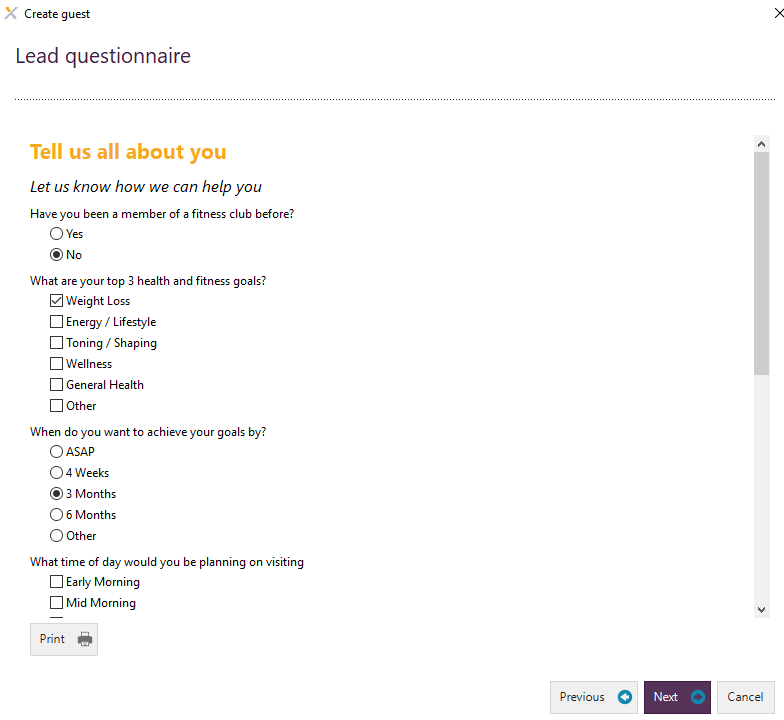 Create guest
Lead questionnaire
Tell us all about you
Let us know how we can help you
Have you been a member of a fitness club before?
Yes
No
What are your top 3 health and fitness goals?
Weight Loss
Energy / Lifestyle
Toning / Shaping
Wellness
General Health
Other
When do you want to achieve your goals by?
ASAP
4 Weeks
3 Months
6 Months
Other
What time of day would you be planning on visiting
Early Morning
Mid Morning
Print
Previous Next Cancel